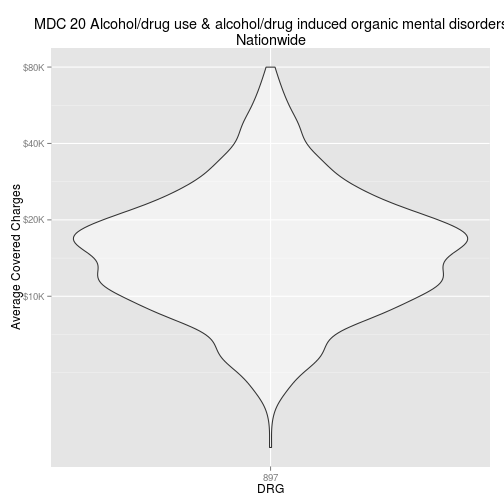 MDC 20 Alcohol/drug use & alcohol/drug induced organic mental disorders
Nationwide
$80K
$40K
$20K
$10K
Average Covered Charges
897
DRG